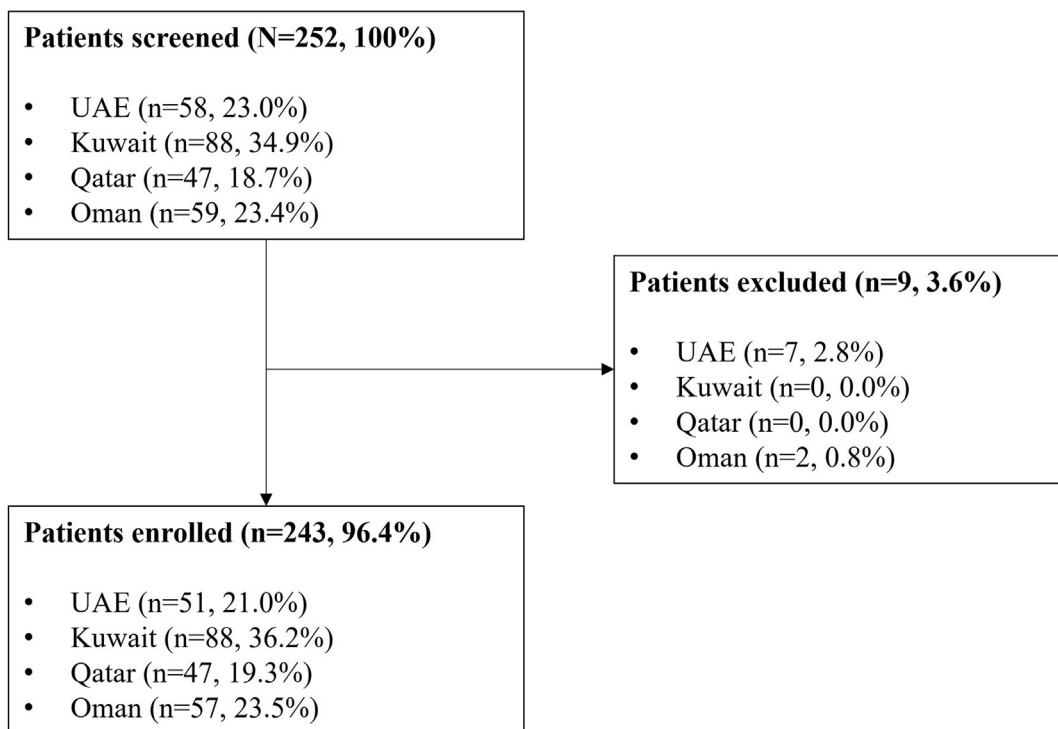 Patients screened (N=252, 100%)
• UAE (n=58, 23.0%)
• Kuwait (n=88, 34.9%)
• Qatar (n=47, 18.7%)
• Oman (n=59, 23.4%)
Patients excluded (n=9, 3.6%)
• UAE (n=7, 2.8%)
• Kuwait (n=0, 0.0%)
• Qatar (n=0, 0.0%)
• Oman (n=2, 0.8%)
Patients enrolled (n=243, 96.4%)
• UAE (n=51, 21.0%)
• Kuwait (n=88, 36.2%)
• Qatar (n=47, 19.3%)
• Oman (n=57, 23.5%)